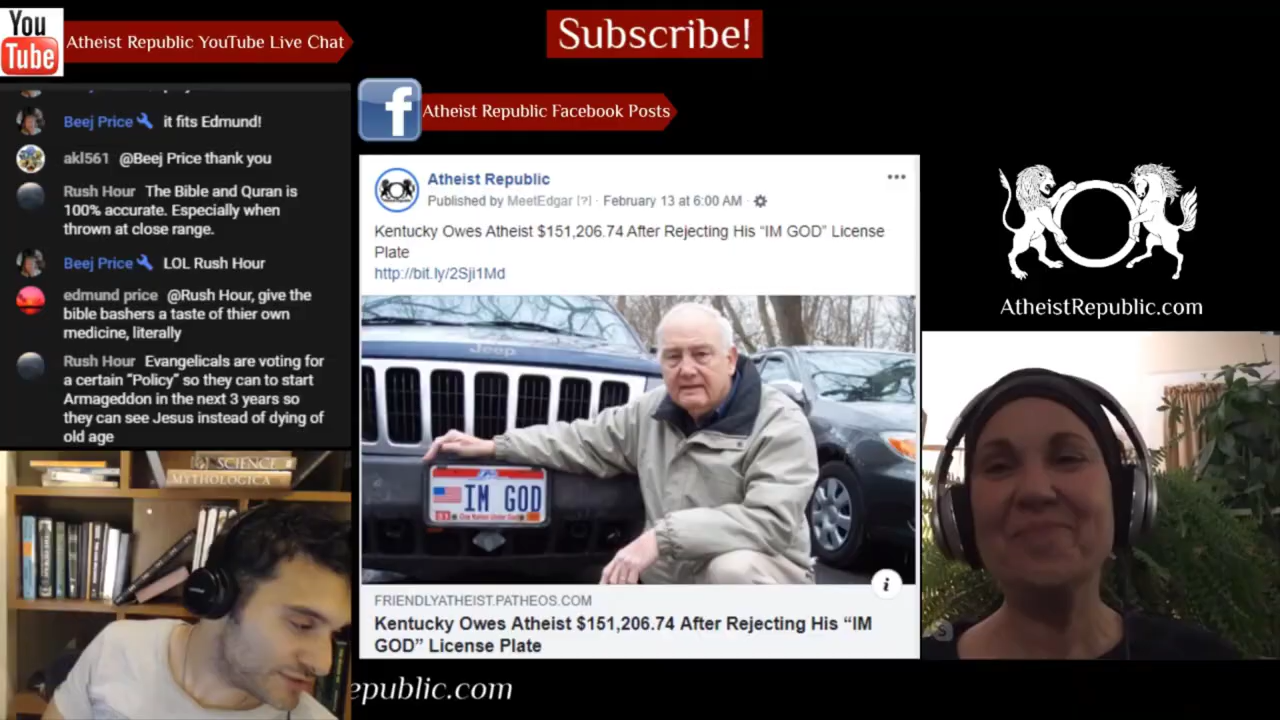 You
Tube
Atheist Republic YouTube Live Chat
Subscribe!
Atheist Republic Facebook Posts
Beej Price it fits Edmund!
akl561 @Beej Price thank you
Rush Hour The Bible and Quran is
100% accurate. Especially when
thrown at close range.
Beej Price LOL Rush Hour
edmund price @Rush Hour, give the
bible bashers a taste of thier own
medicine, literally
Rush Hour Evangelicals are voting for
a certain “Policy” so they can to start
Armageddon in the next 3 years so
they can see Jesus instead of dying of
old age
Atheist Republic
Published by MeetEdgar [?] · February 13 at 6:00 AM ·
Kentucky Owes Atheist $151,206.74 After Rejecting His “IM GOD” License
Plate
http://bit.ly/2Sji1Md
Jeep
IM GOD
FRIENDLYATHEIST.PATHEOS.COM
Kentucky Owes Atheist $151,206.74 After Rejecting His “IM
GOD” License Plate
AtheistRepublic.com
SCIENCE
MYTHOLOGICA
epublic.com